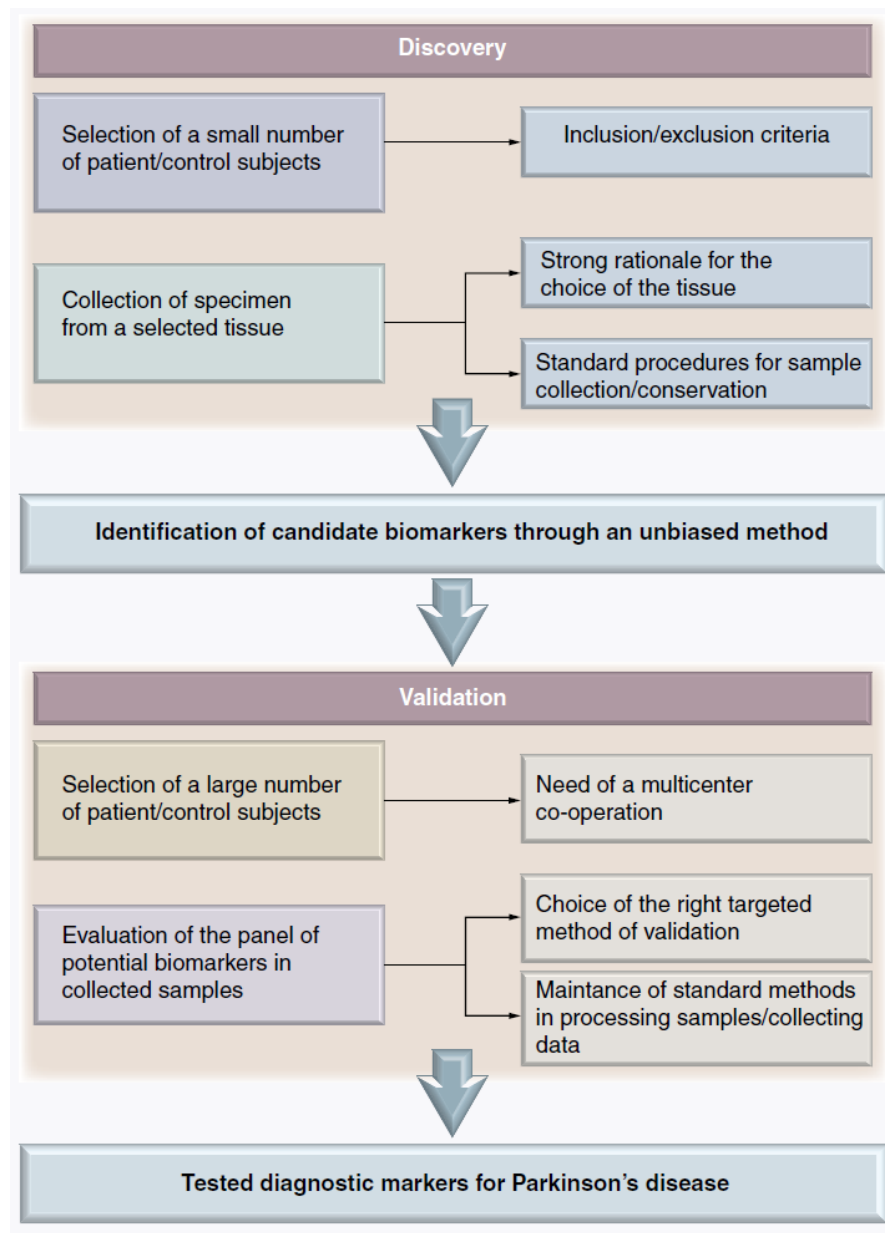 Discovery
Selection of a small number
of patient/control subjects
Inclusion/exclusion criteria
Collection of specimen
from a selected tissue
Strong rationale for the
choice of the tissue
Standard procedures for sample
collection/conservation
Identification of candidate biomarkers through an unbiased method
Validation
Selection of a large number
of patient/control subjects
Need of a multicenter
co-operation
Evaluation of the panel of
potential biomarkers in
collected samples
Choice of the right targeted
method of validation
Maintance of standard methods
in processing samples/collecting
data
Tested diagnostic markers for Parkinson's disease